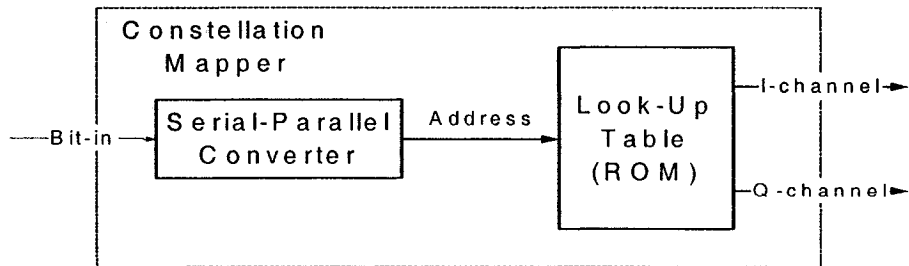 Constellation
Mapper
Bit-in
Serial-Parallel
Converter
Address
Look-Up
Table
(ROM)
I-channel
Q-channel